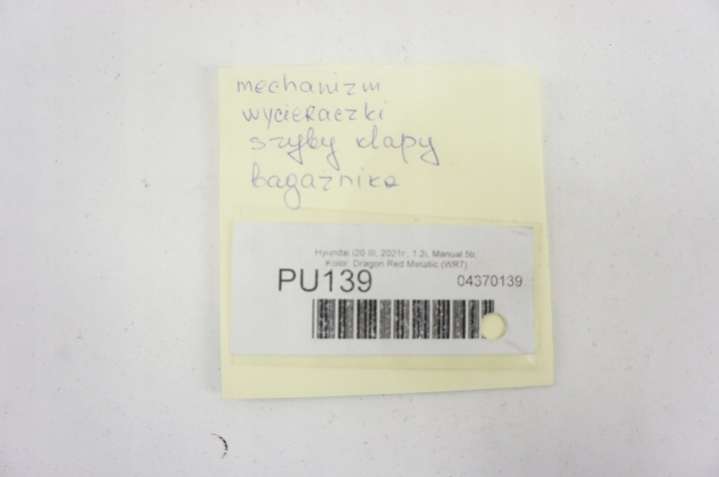 mechanizm
wycieraczki
szyby klapy
bagażnika
Hyundai i20 III, 2021r., 1.2i, Manual 5b,
Kolor: Dragon Red Metallic (WR7)
PU139
04370139